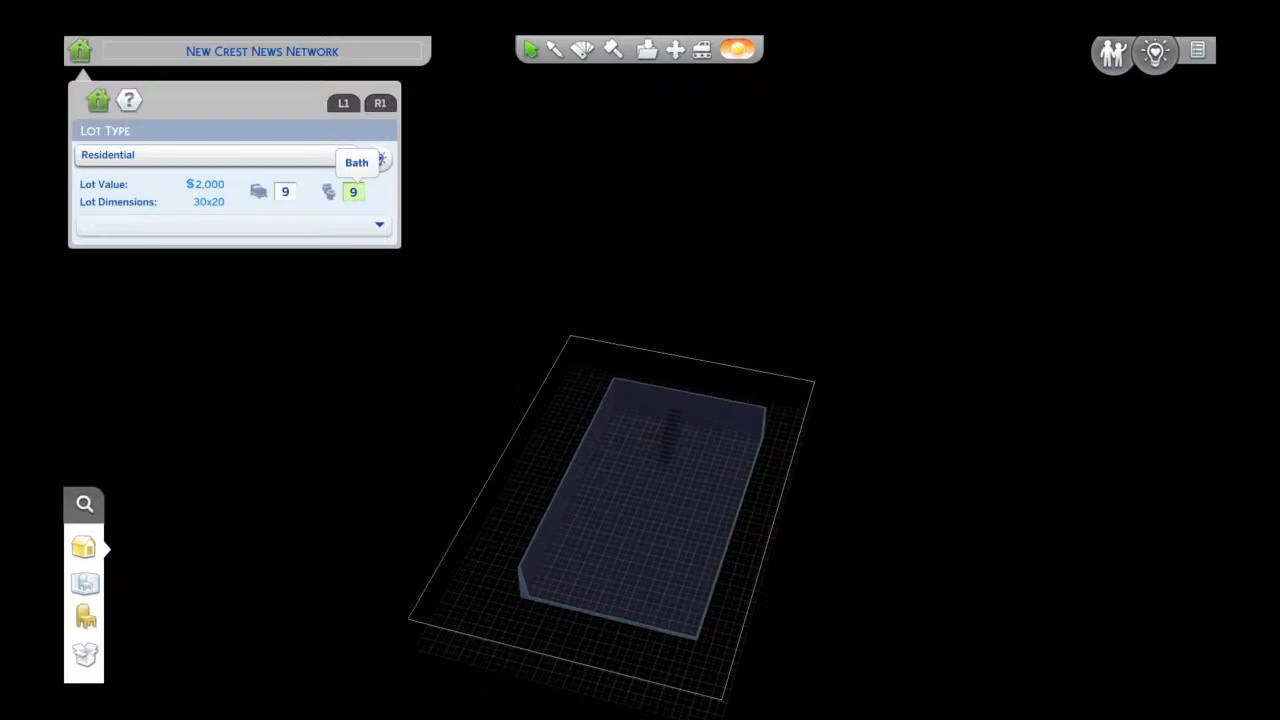 NEW CREST NEWS NETWORK
?
L1 R1
LOT TYPE
Residential
Bath
Lot Value: §2,000 9 9
Lot Dimensions: 30x20